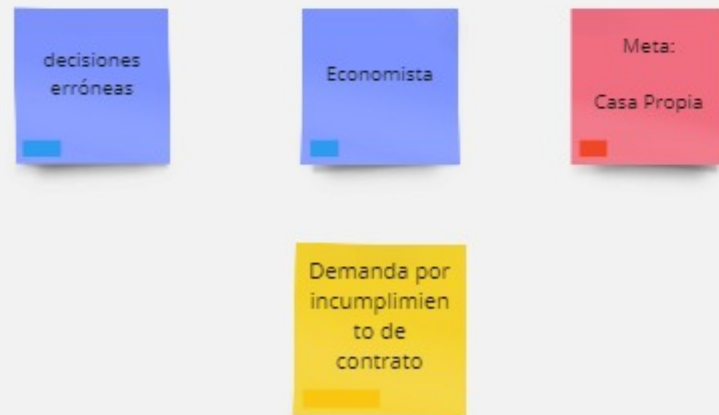 decisiones
erróneas
Economista
Meta:
Casa Propia
Demanda por
incumplimien
to de
contrato